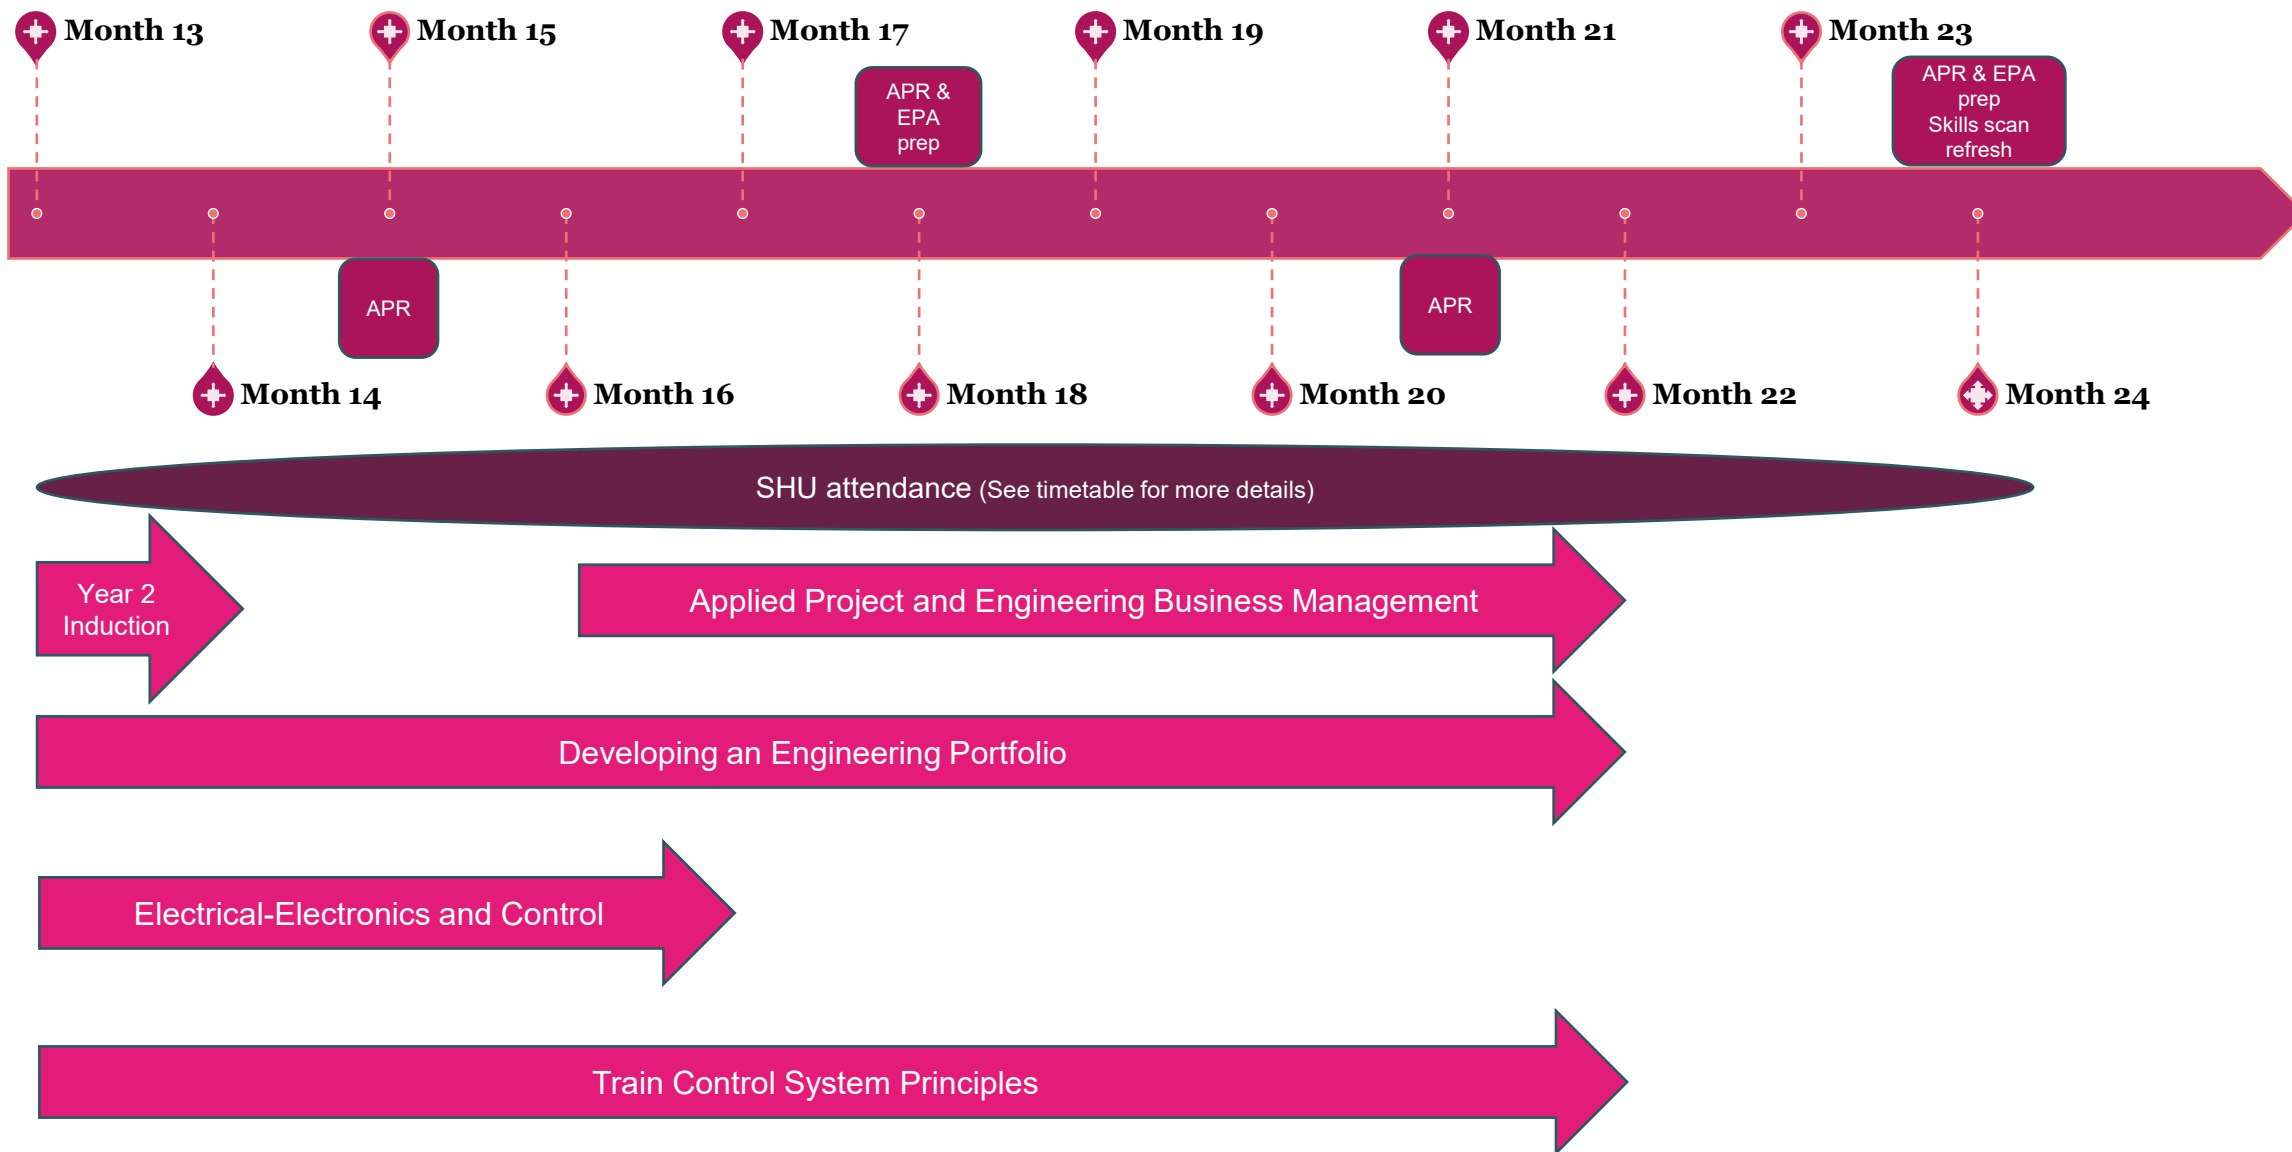 Month 13
Month 15
Month 17
Month 19
Month 21
Month 23
APR &
EPA
prep
APR & EPA
prep
Skills scan
refresh
APR
APR
Month 14
Month 16
Month 18
Month 20
Month 22
Month 24
SHU attendance (See timetable for more details)
Year 2
Induction
Applied Project and Engineering Business Management
Developing an Engineering Portfolio
Electrical-Electronics and Control
Train Control System Principles